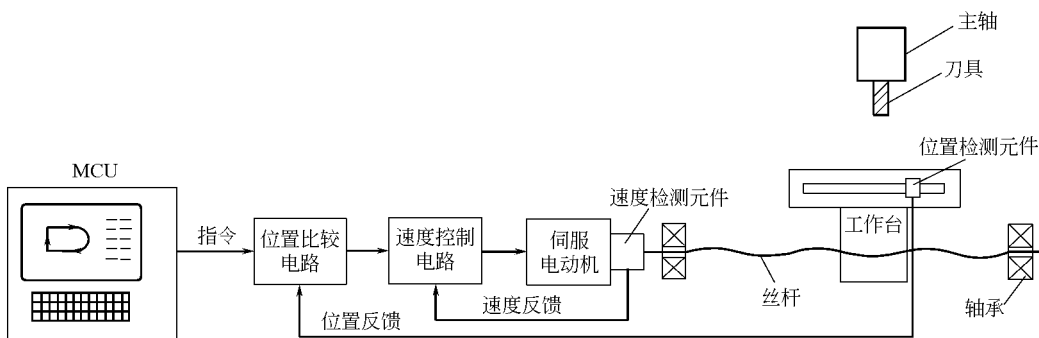 主轴
刀具
位置检测元件
MCU
速度检测元件
工作台
指令
位置比较
电路
速度控制
电路
伺服
电动机
丝杆
轴承
速度反馈
位置反馈